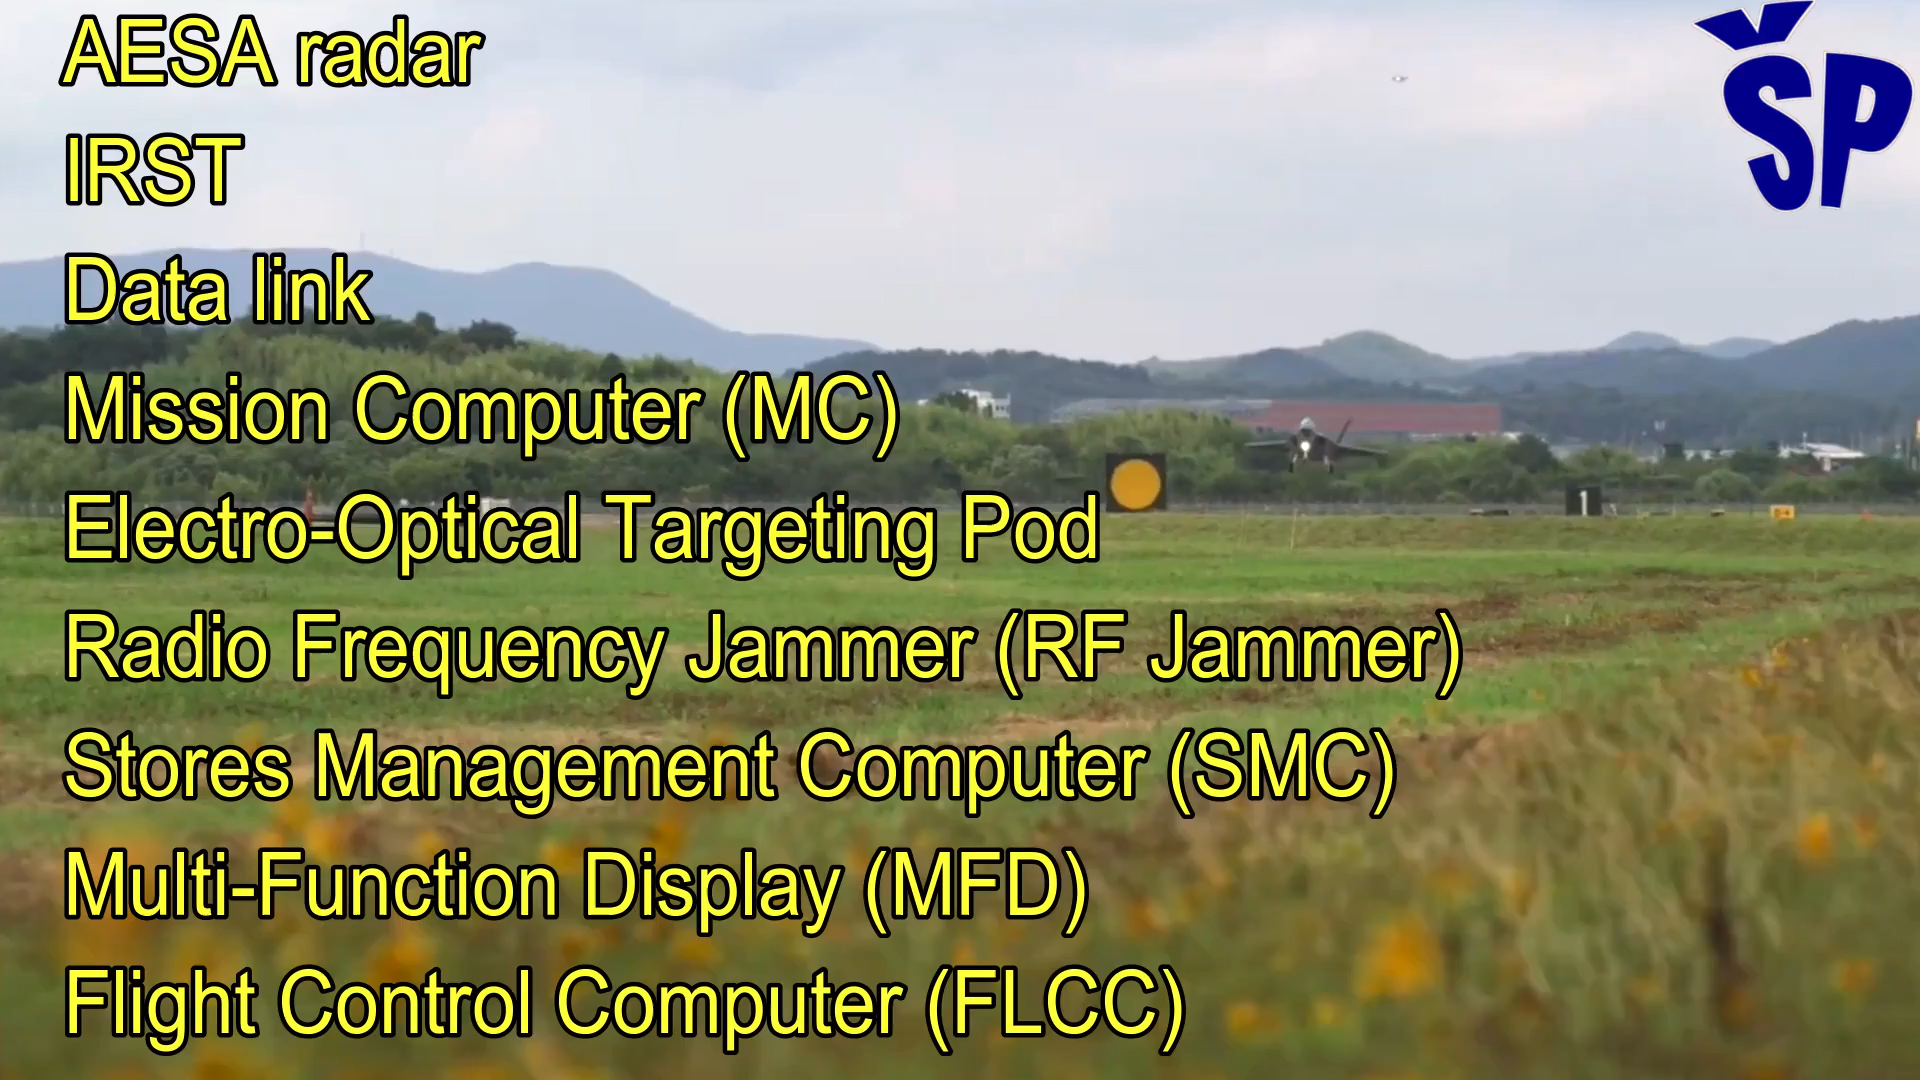 AESA radar
ŠP
IRST
Data link
Mission Computer (MC)
Electro-Optical Targeting Pod
1
Radio Frequency Jammer (RF Jammer)
Stores Management Computer (SMC)
Multi-Function Display (MFD)
Flight Control Computer (FLCC)